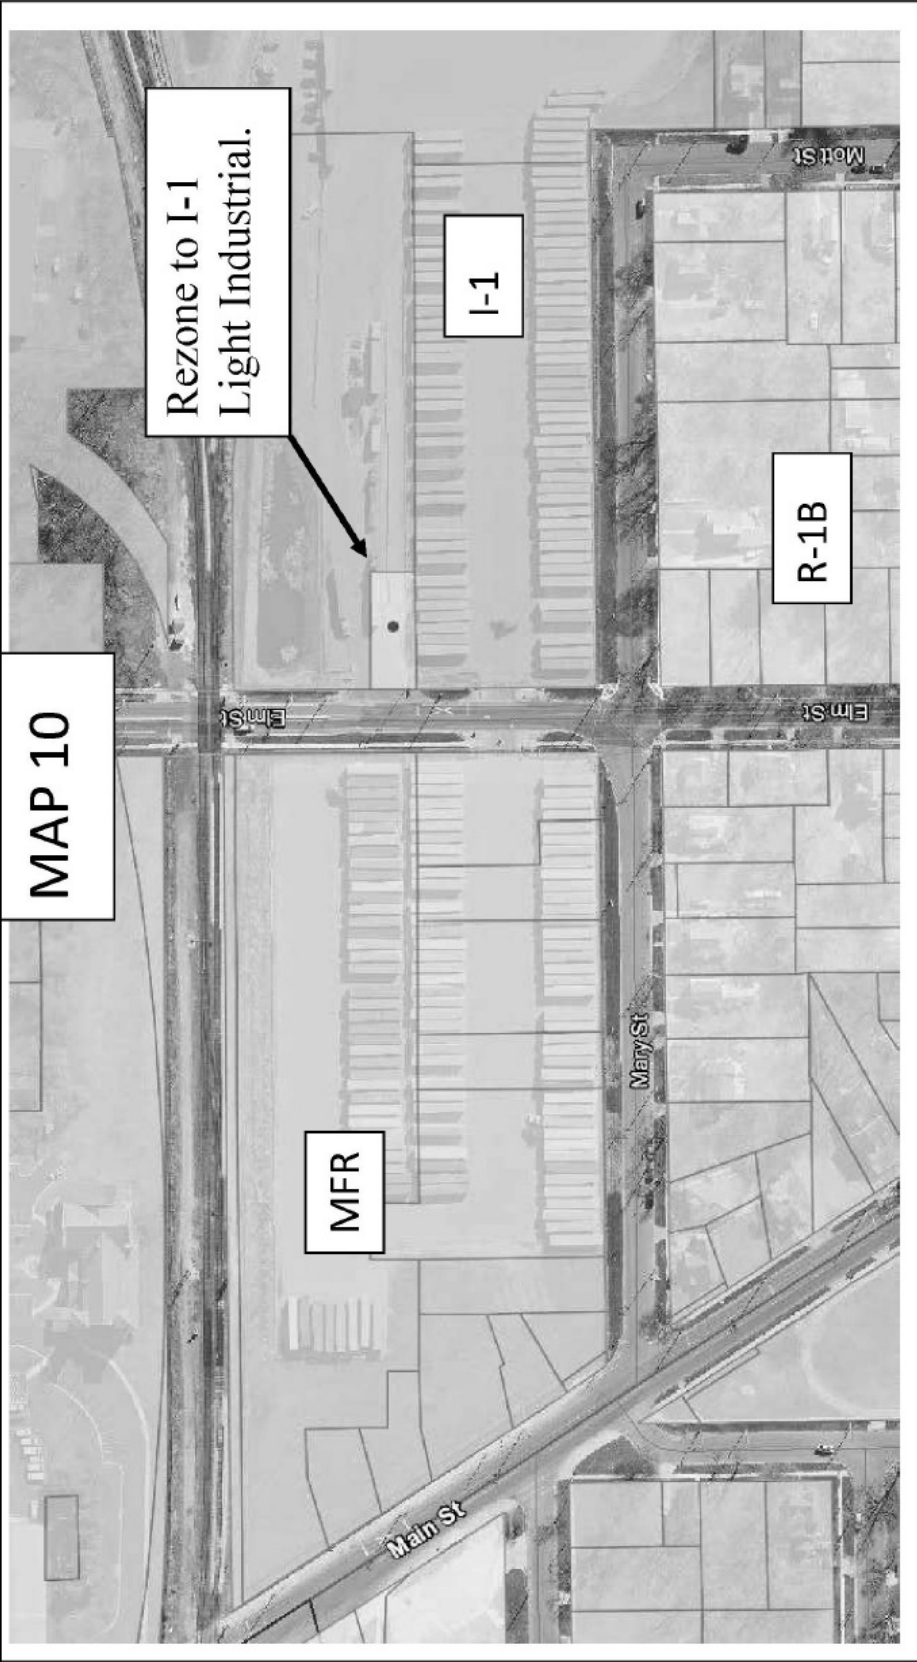 MAP 10
Rezone to I-1
Light Industrial.
I-1
R-1B
MFR
Mott St
Elm St
Elm St
Mary St
Main St